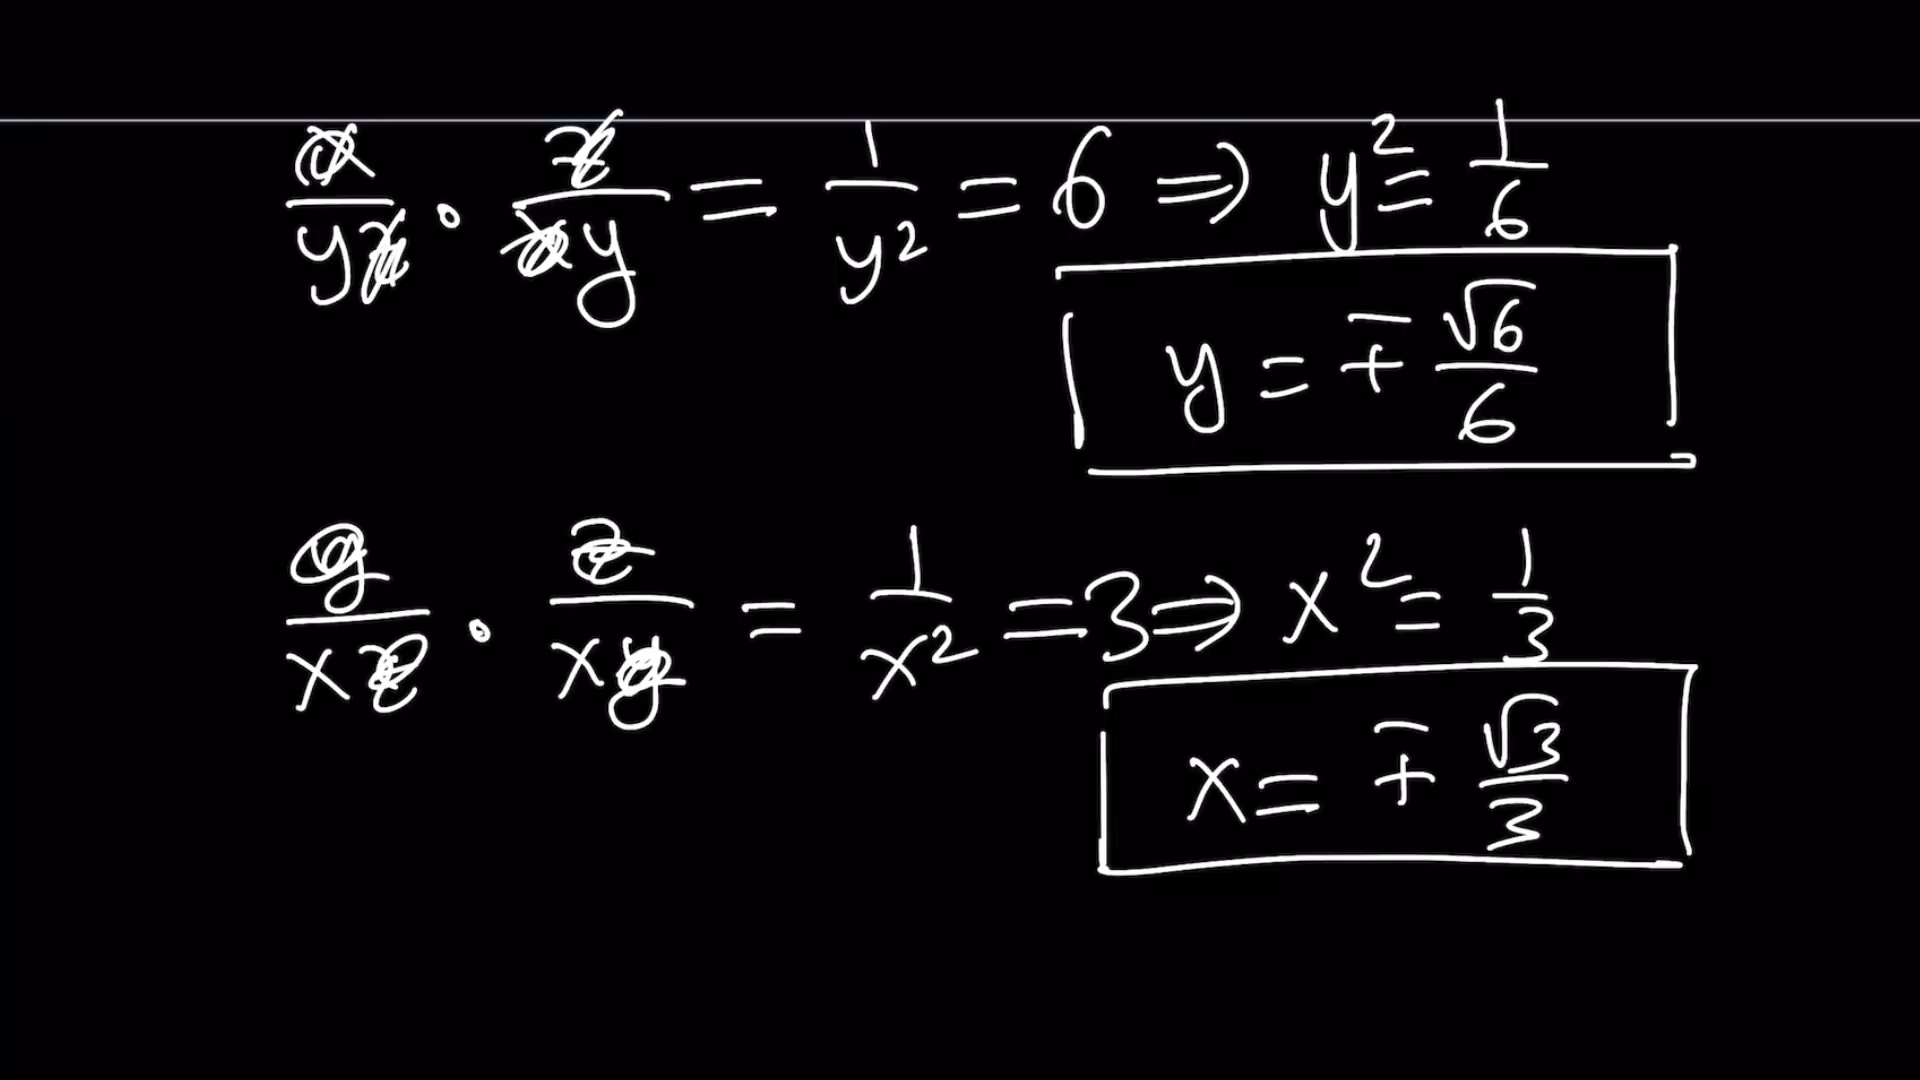 x/(yz) · z/(xy) = 1/y² = 6 ⇒ y² = 1/6
y = ∓ √6/6
y/(xz) · z/(xy) = 1/x² = 3 ⇒ x² = 1/3
x = ∓ √3/3